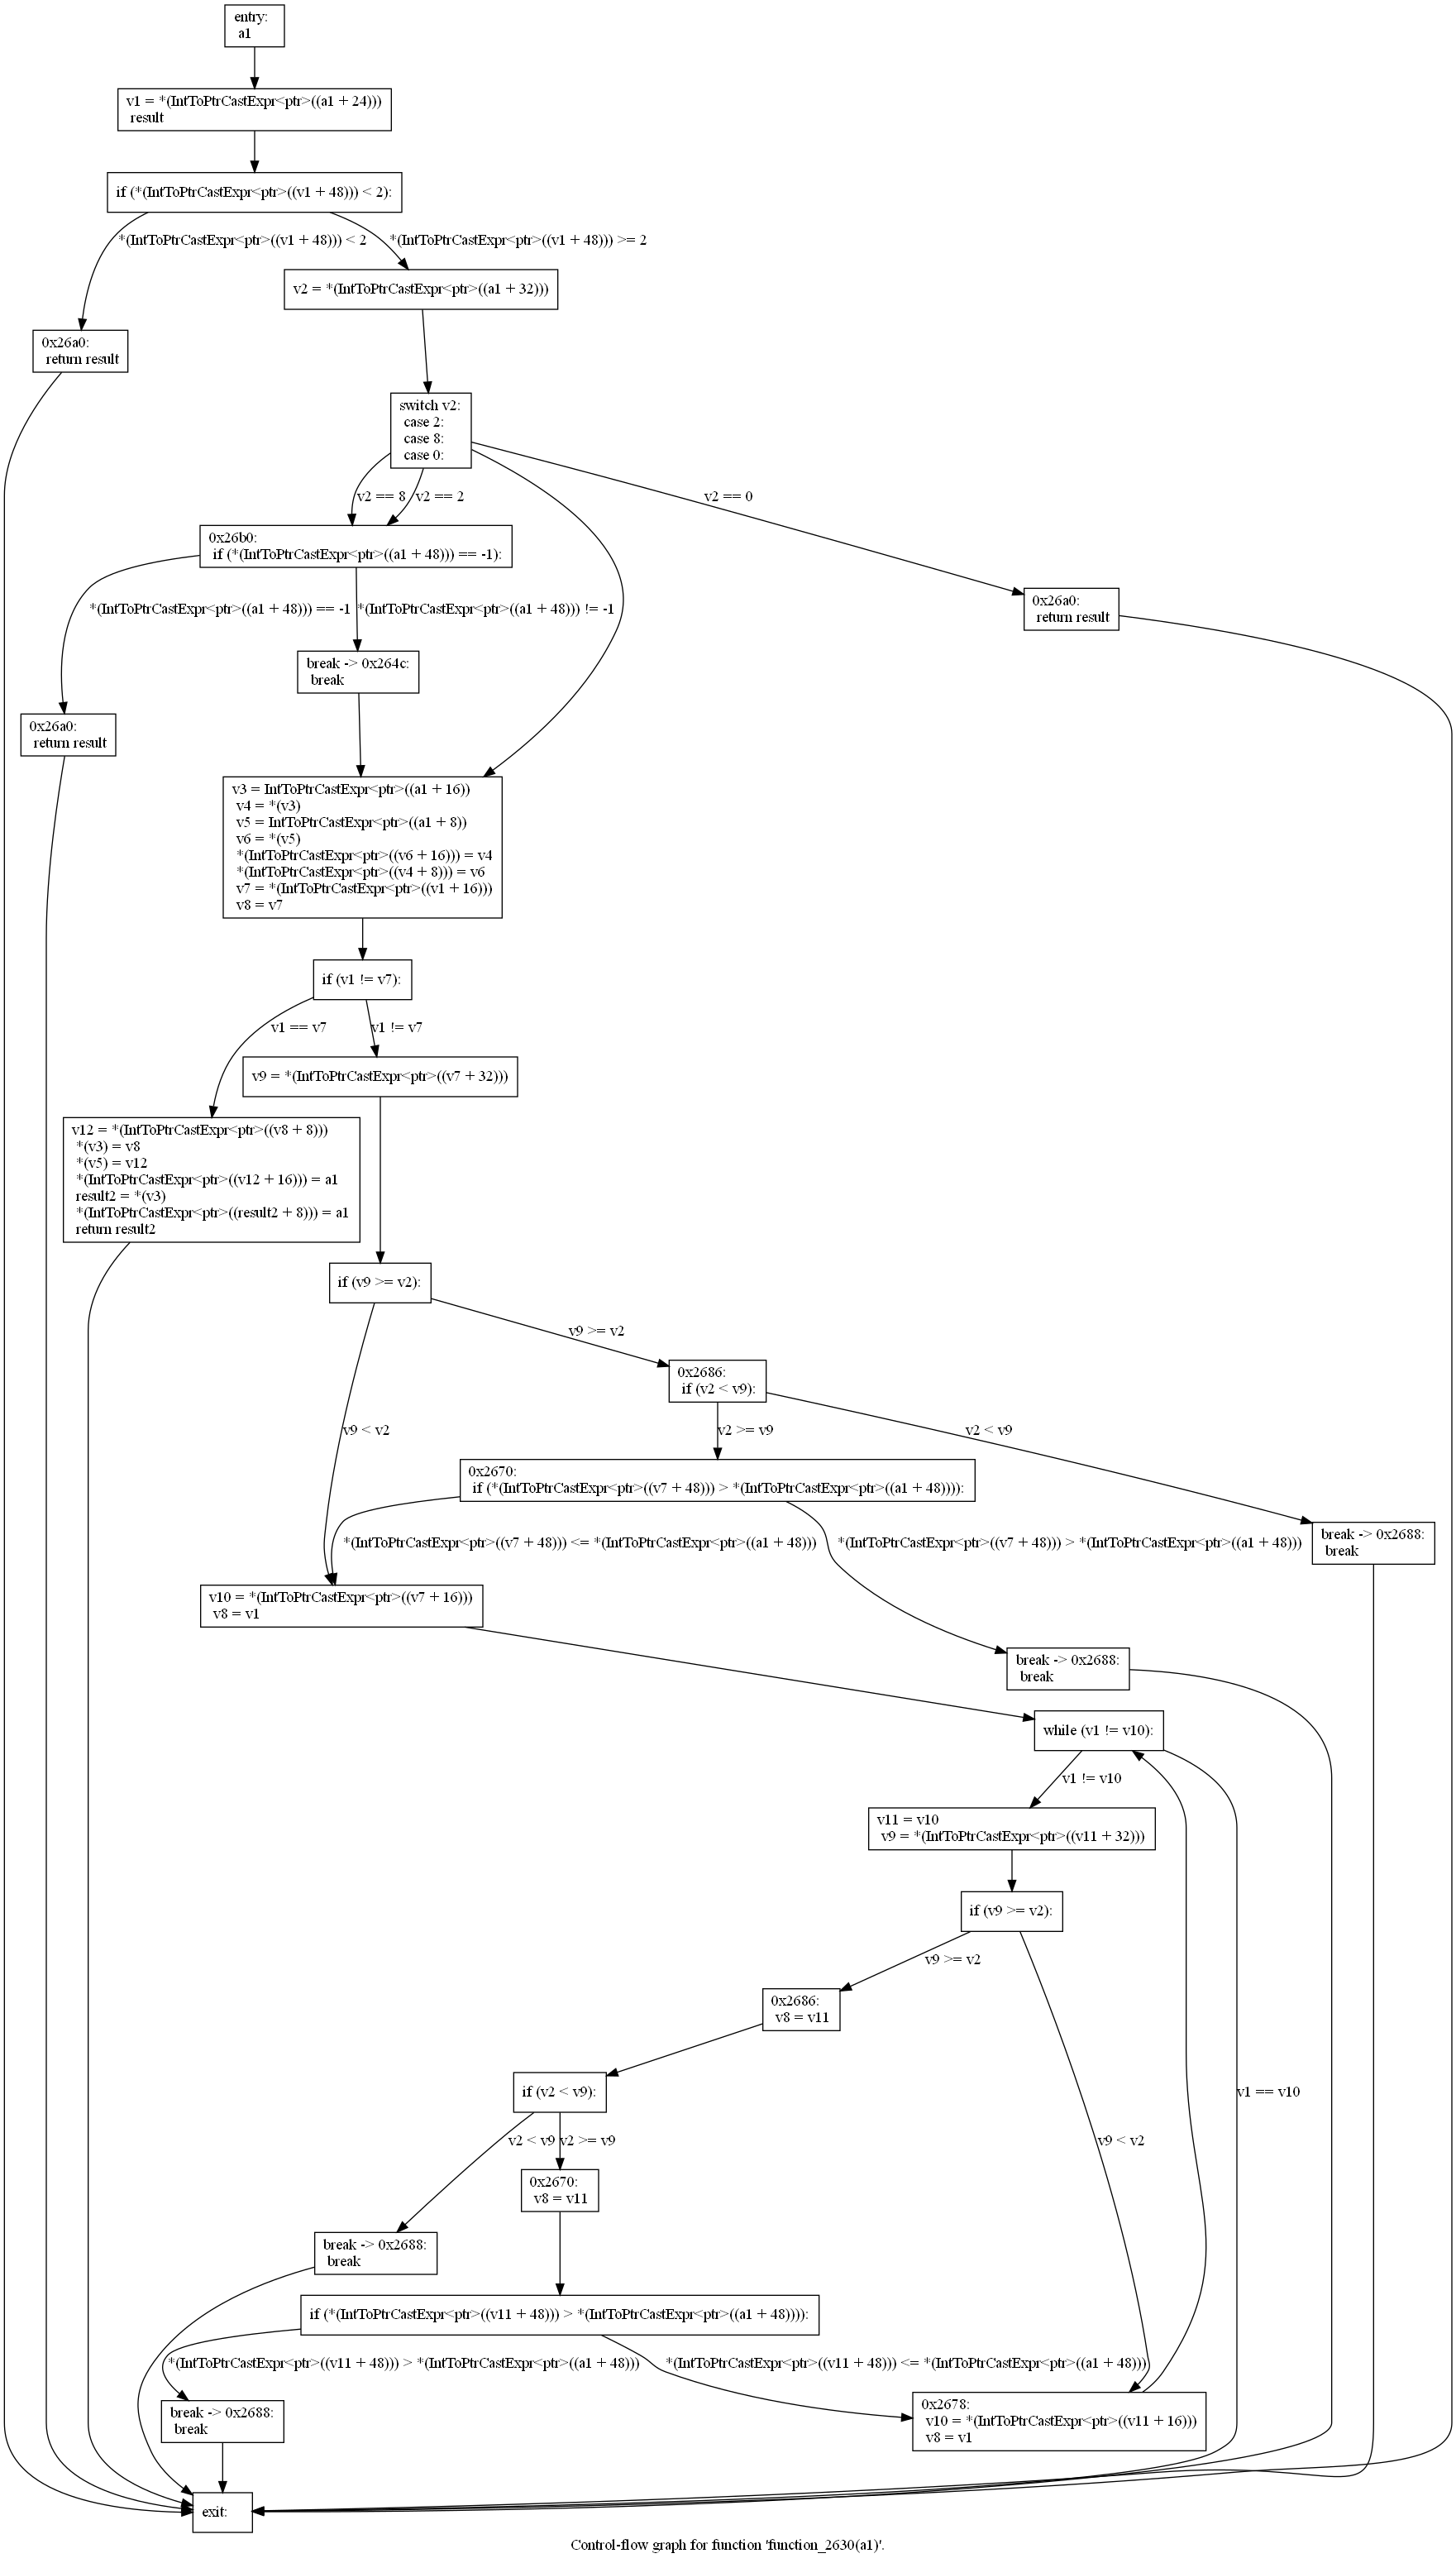 entry:
a1
v1 = *(IntToPtrCastExpr<ptr>((a1 + 24)))
result
if (*(IntToPtrCastExpr<ptr>((v1 + 48))) < 2):
*(IntToPtrCastExpr<ptr>((v1 + 48))) < 2
*(IntToPtrCastExpr<ptr>((v1 + 48))) >= 2
v2 = *(IntToPtrCastExpr<ptr>((a1 + 32)))
0x26a0:
return result
switch v2:
case 2:
case 8:
case 0:
v2 == 8
v2 == 2
v2 == 0
0x26b0:
if (*(IntToPtrCastExpr<ptr>((a1 + 48))) == -1):
0x26a0:
return result
*(IntToPtrCastExpr<ptr>((a1 + 48))) == -1
*(IntToPtrCastExpr<ptr>((a1 + 48))) != -1
break -> 0x264c:
break
0x26a0:
return result
v3 = IntToPtrCastExpr<ptr>((a1 + 16))
v4 = *(v3)
v5 = IntToPtrCastExpr<ptr>((a1 + 8))
v6 = *(v5)
*(IntToPtrCastExpr<ptr>((v6 + 16))) = v4
*(IntToPtrCastExpr<ptr>((v4 + 8))) = v6
v7 = *(IntToPtrCastExpr<ptr>((v1 + 16)))
v8 = v7
if (v1 != v7):
v1 == v7
v1 != v7
v9 = *(IntToPtrCastExpr<ptr>((v7 + 32)))
v12 = *(IntToPtrCastExpr<ptr>((v8 + 8)))
*(v3) = v8
*(v5) = v12
*(IntToPtrCastExpr<ptr>((v12 + 16))) = a1
result2 = *(v3)
*(IntToPtrCastExpr<ptr>((result2 + 8))) = a1
return result2
if (v9 >= v2):
v9 >= v2
0x2686:
if (v2 < v9):
v9 < v2
v2 >= v9
v2 < v9
0x2670:
if (*(IntToPtrCastExpr<ptr>((v7 + 48))) > *(IntToPtrCastExpr<ptr>((a1 + 48)))):
*(IntToPtrCastExpr<ptr>((v7 + 48))) <= *(IntToPtrCastExpr<ptr>((a1 + 48)))
*(IntToPtrCastExpr<ptr>((v7 + 48))) > *(IntToPtrCastExpr<ptr>((a1 + 48)))
break -> 0x2688:
break
v10 = *(IntToPtrCastExpr<ptr>((v7 + 16)))
v8 = v1
break -> 0x2688:
break
while (v1 != v10):
v1 != v10
v11 = v10
v9 = *(IntToPtrCastExpr<ptr>((v11 + 32)))
if (v9 >= v2):
v9 >= v2
0x2686:
v8 = v11
if (v2 < v9):
v1 == v10
v2 < v9
v2 >= v9
v9 < v2
0x2670:
v8 = v11
break -> 0x2688:
break
if (*(IntToPtrCastExpr<ptr>((v11 + 48))) > *(IntToPtrCastExpr<ptr>((a1 + 48)))):
*(IntToPtrCastExpr<ptr>((v11 + 48))) > *(IntToPtrCastExpr<ptr>((a1 + 48)))
*(IntToPtrCastExpr<ptr>((v11 + 48))) <= *(IntToPtrCastExpr<ptr>((a1 + 48)))
break -> 0x2688:
break
0x2678:
v10 = *(IntToPtrCastExpr<ptr>((v11 + 16)))
v8 = v1
exit:
Control-flow graph for function 'function_2630(a1)'.